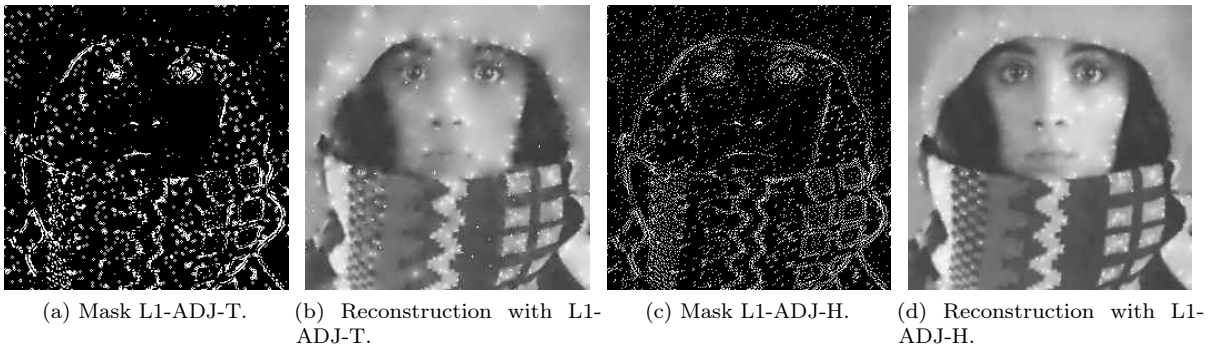 (a) Mask L1-ADJ-T.
(b) Reconstruction with L1-
ADJ-T.
(c) Mask L1-ADJ-H.
(d) Reconstruction with L1-
ADJ-H.